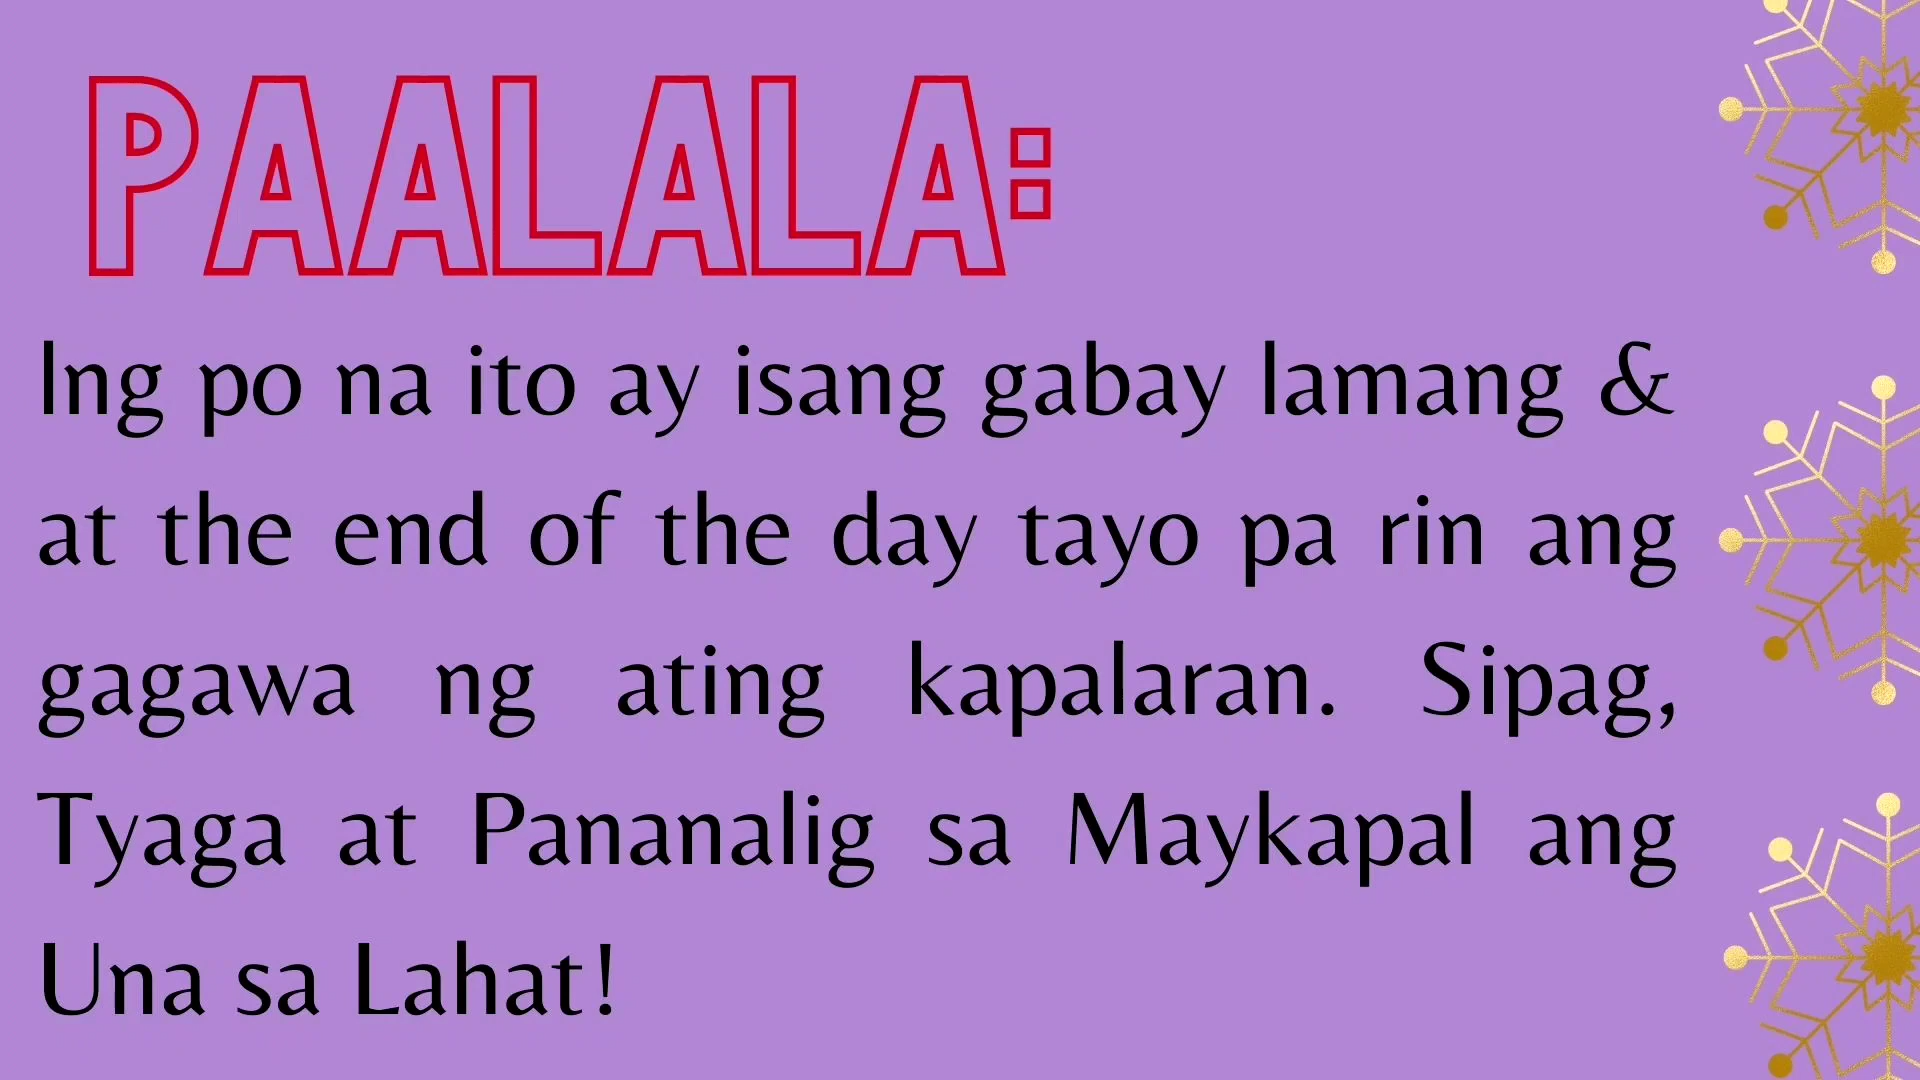 PAALALA:
Ing po na ito ay isang gabay lamang &
at the end of the day tayo pa rin ang
gagawa ng ating kapalaran. Sipag,
Tyaga at Pananalig sa Maykapal ang
Una sa Lahat!